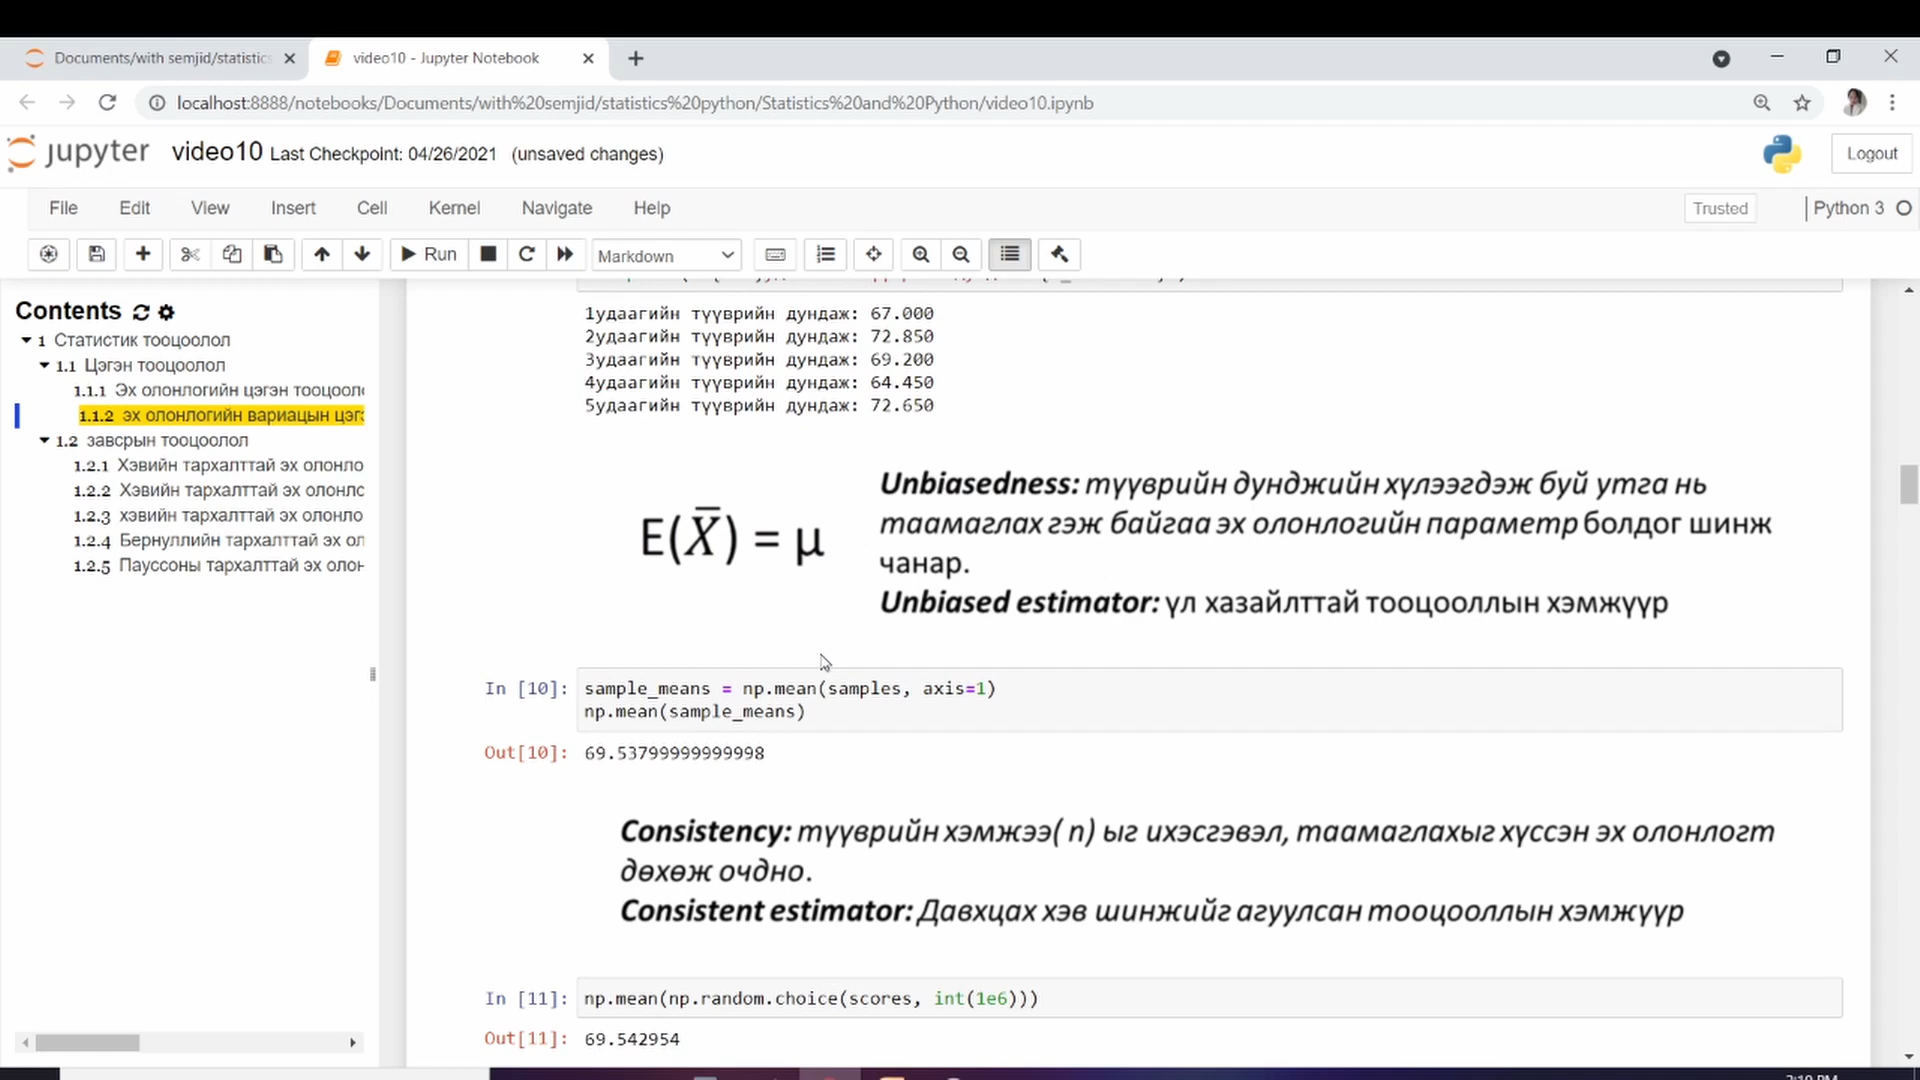 Documents/with semjid/statistics
video10 - Jupyter Notebook
localhost:8888/notebooks/Documents/with%20semjid/statistics%20python/Statistics%20and%20Python/video10.ipynb
jupyter video10 Last Checkpoint: 04/26/2021 (unsaved changes)
Logout
File Edit View Insert Cell Kernel Navigate Help
Trusted Python 3
Run Markdown
Contents
1 Статистик тооцоолол
1.1 Цэгэн тооцоолол
1.1.1 Эх олонлогийн цэгэн тооцоол
1.1.2 эх олонлогийн вариацын цэг
1.2 завсрын тооцоолол
1.2.1 Хэвийн тархалттай эх олонло
1.2.2 Хэвийн тархалттай эх олонло
1.2.3 хэвийн тархалттай эх олонло
1.2.4 Бернуллийн тархалттай эх ол
1.2.5 Пауссоны тархалттай эх олон
1удаагийн түүврийн дундаж: 67.000
2удаагийн түүврийн дундаж: 72.850
3удаагийн түүврийн дундаж: 69.200
4удаагийн түүврийн дундаж: 64.450
5удаагийн түүврийн дундаж: 72.650
E(X̄) = μ
Unbiasedness: түүврийн дунджийн хүлээгдэж буй утга нь
таамаглах гэж байгаа эх олонлогийн параметр болдог шинж
чанар.
Unbiased estimator: үл хазайлттай тооцооллын хэмжүүр
In [10]: sample_means = np.mean(samples, axis=1)
np.mean(sample_means)
Out[10]: 69.53799999999998
Consistency: түүврийн хэмжээ( n) ыг ихэсгэвэл, таамаглахыг хүссэн эх олонлогт
дөхөж очдно.
Consistent estimator: Давхцах хэв шинжийг агуулсан тооцооллын хэмжүүр
In [11]: np.mean(np.random.choice(scores, int(1e6)))
Out[11]: 69.542954